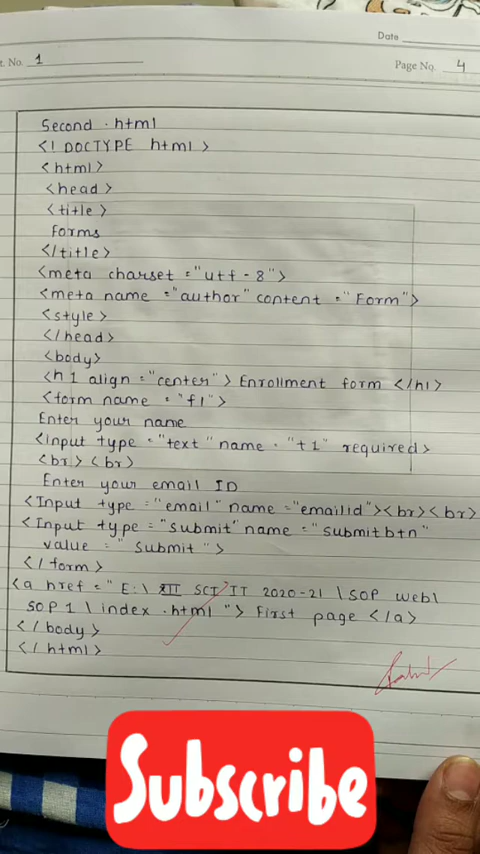 Date
t. No. 1
Page No. 4
Second .html
<! DOCTYPE html>
<html>
<head>
<title>
Forms
</title>
<meta charset ="utf-8">
<meta name ="author" content ="Form">
<style>
</head>
<body>
<h1 align ="center"> Enrollment form </h1>
<form name ="f1">
Enter your name
<input type ="text" name = "t1" required>
<br><br>
Enter your email ID
<Input type ="email" name ="emailid"><br><br>
<Input type ="submit" name ="submitbtn"
value =" submit ">
</form>
<a href ="E:\ XII SCI IT 2020-21 \SOP web\
SOP 1 \ index .html "> First page </a>
</body>
</html>
Subscribe